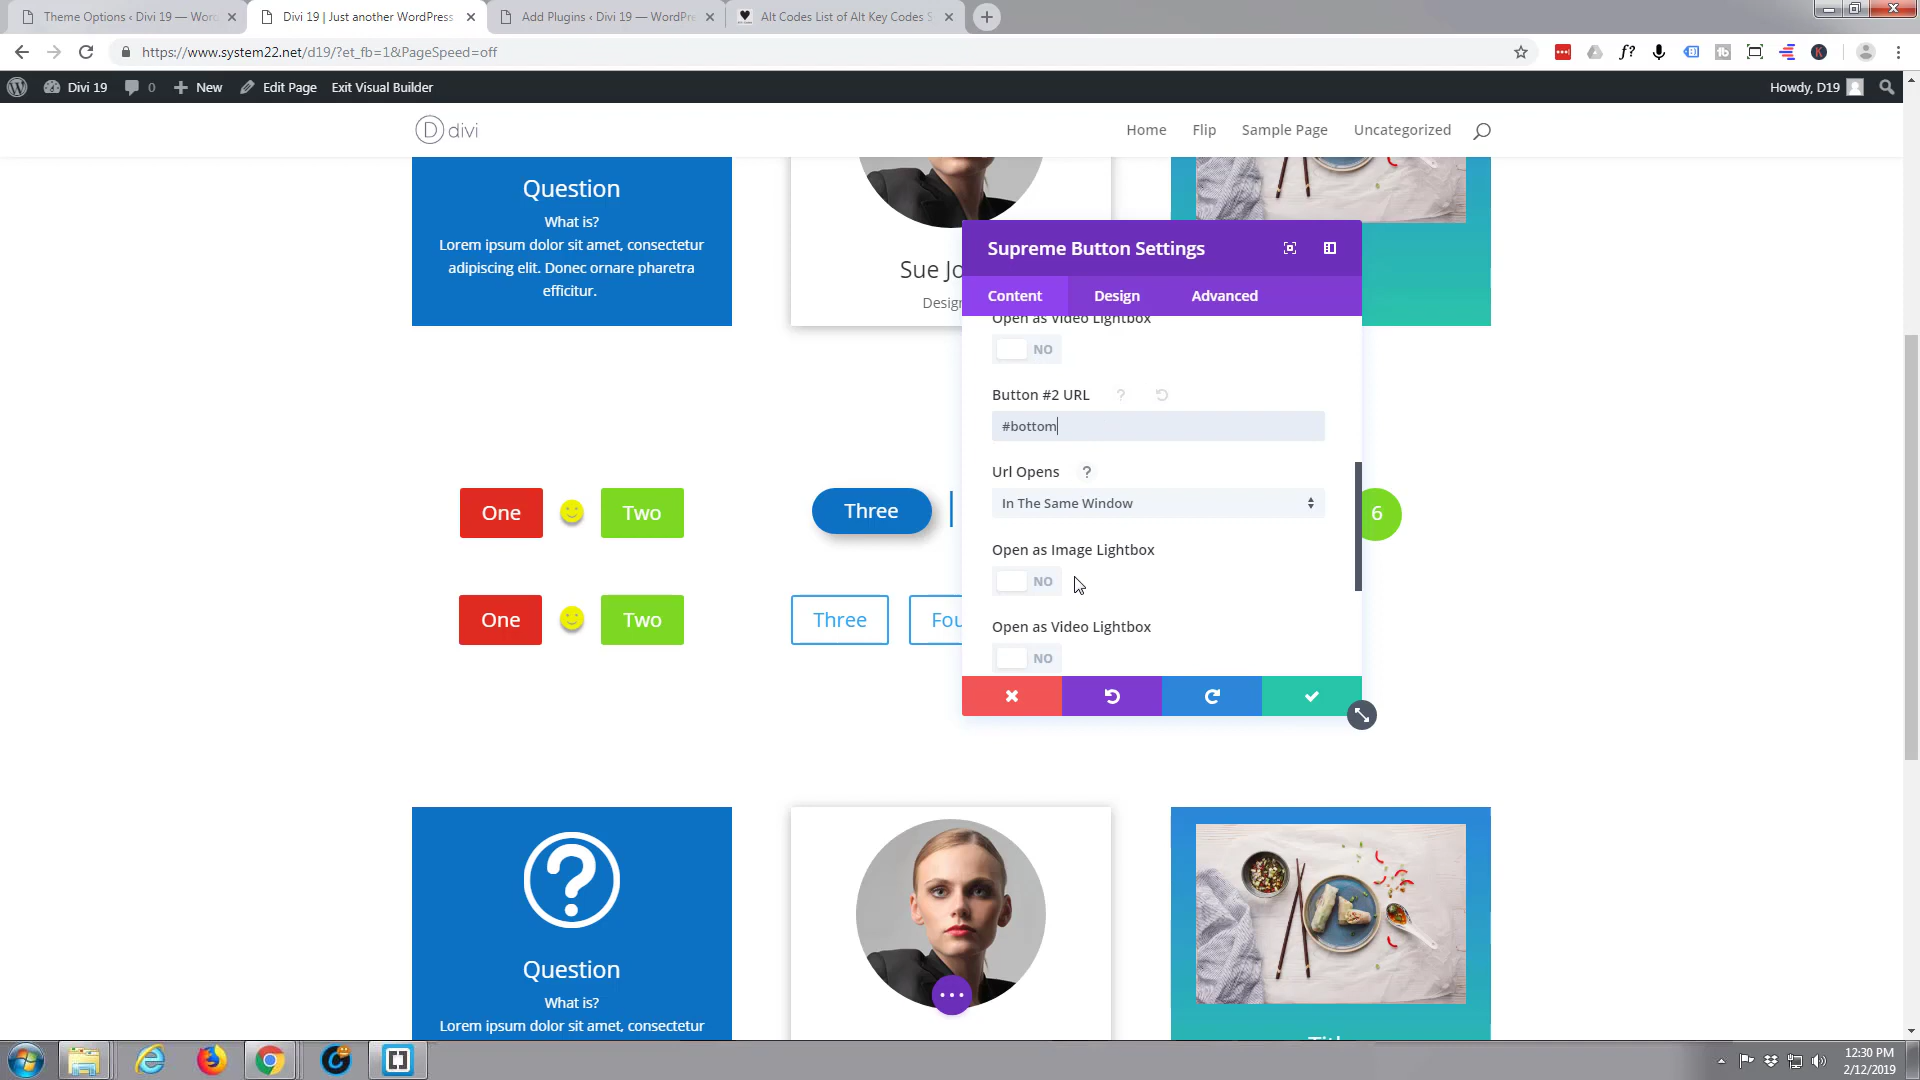 Theme Options ‹ Divi 19 — Wor
Divi 19 | Just another WordPress
Add Plugins ‹ Divi 19 — WordPre
Alt Codes List of Alt Key Codes S
https://www.system22.net/d19/?et_fb=1&PageSpeed=off
Divi 19
0
New
Edit Page
Exit Visual Builder
Howdy, D19
divi
Home
Flip
Sample Page
Uncategorized
Question
What is?
Lorem ipsum dolor sit amet, consectetur
adipiscing elit. Donec ornare pharetra
efficitur.
Sue Jo
Design
Supreme Button Settings
Content
Design
Advanced
Open as Video Lightbox
NO
Button #2 URL
?
#bottom
Url Opens
?
In The Same Window
Open as Image Lightbox
NO
Open as Video Lightbox
NO
One
Two
Three
6
One
Two
Three
Fou
Question
What is?
Lorem ipsum dolor sit amet, consectetur
12:30 PM
2/12/2019